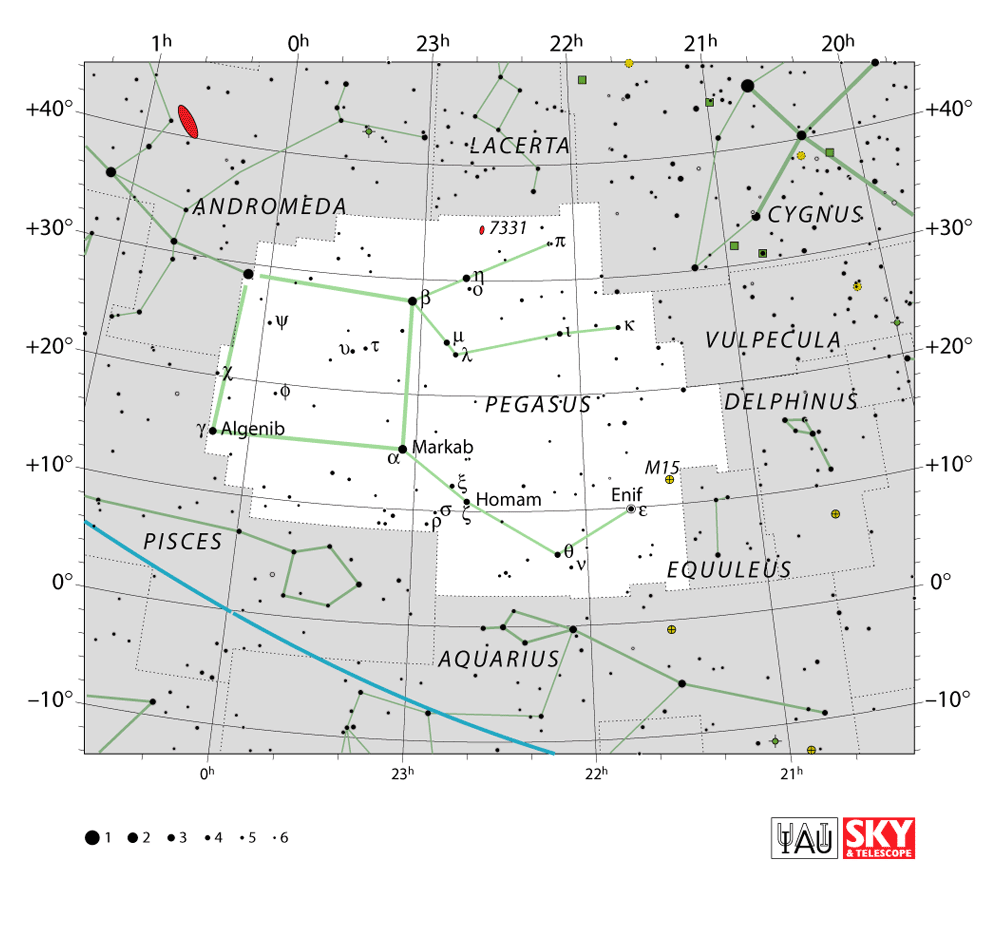 1h 0h 23h 22h 21h 20h
+40° +40°
LACERTA
ANDROMEDA
CYGNUS
+30° +30°
7331 π
η
ο
β
ψ
κ
ι
μ
VULPECULA
υ τ
λ
+20° +20°
χ
φ
PEGASUS
DELPHINUS
γ Algenib
Markab
α
+10° +10°
M15
ξ
Enif
Homam
ε
σ ζ
ρ
PISCES
θ
ν
EQUULEUS
0° 0°
AQUARIUS
–10° –10°
0h 23h 22h 21h
1 2 3 4 5 6
IAU
SKY
& TELESCOPE